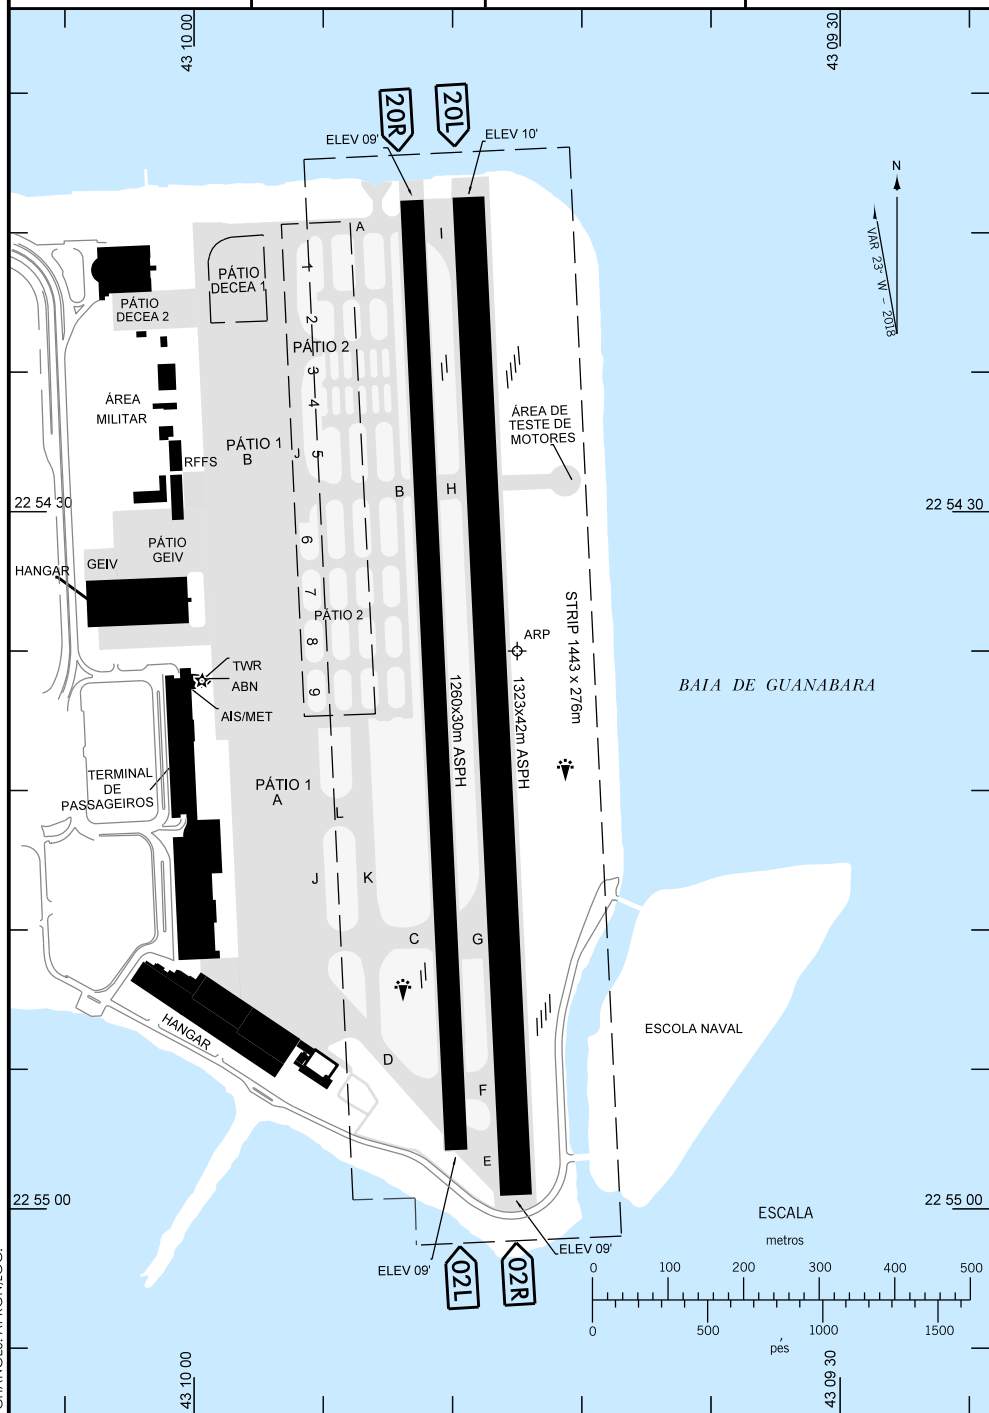 43 10 00
43 09 30
20R
20L
ELEV 09'
ELEV 10'
N
VAR 23° W - 2018
A
I
PÁTIO
DECEA 1
PÁTIO
DECEA 2
1
2
PÁTIO 2
3
4
ÁREA
MILITAR
ÁREA DE
TESTE DE
MOTORES
PÁTIO 1
B
J
5
RFFS
B
H
22 54 30
22 54 30
PÁTIO
GEIV
6
HANGAR
GEIV
7
PÁTIO 2
STRIP 1443 x 276m
8
ARP
TWR
ABN
AIS/MET
9
1260x30m ASPH
1323x42m ASPH
BAIA DE GUANABARA
TERMINAL
DE
PASSAGEIROS
PÁTIO 1
A
L
J
K
C
G
HANGAR
D
ESCOLA NAVAL
F
E
22 55 00
22 55 00
ELEV 09'
ELEV 09'
02L
02R
ESCALA
metros
0 100 200 300 400 500
0 500 1000 1500
pés
43 10 00
43 09 30